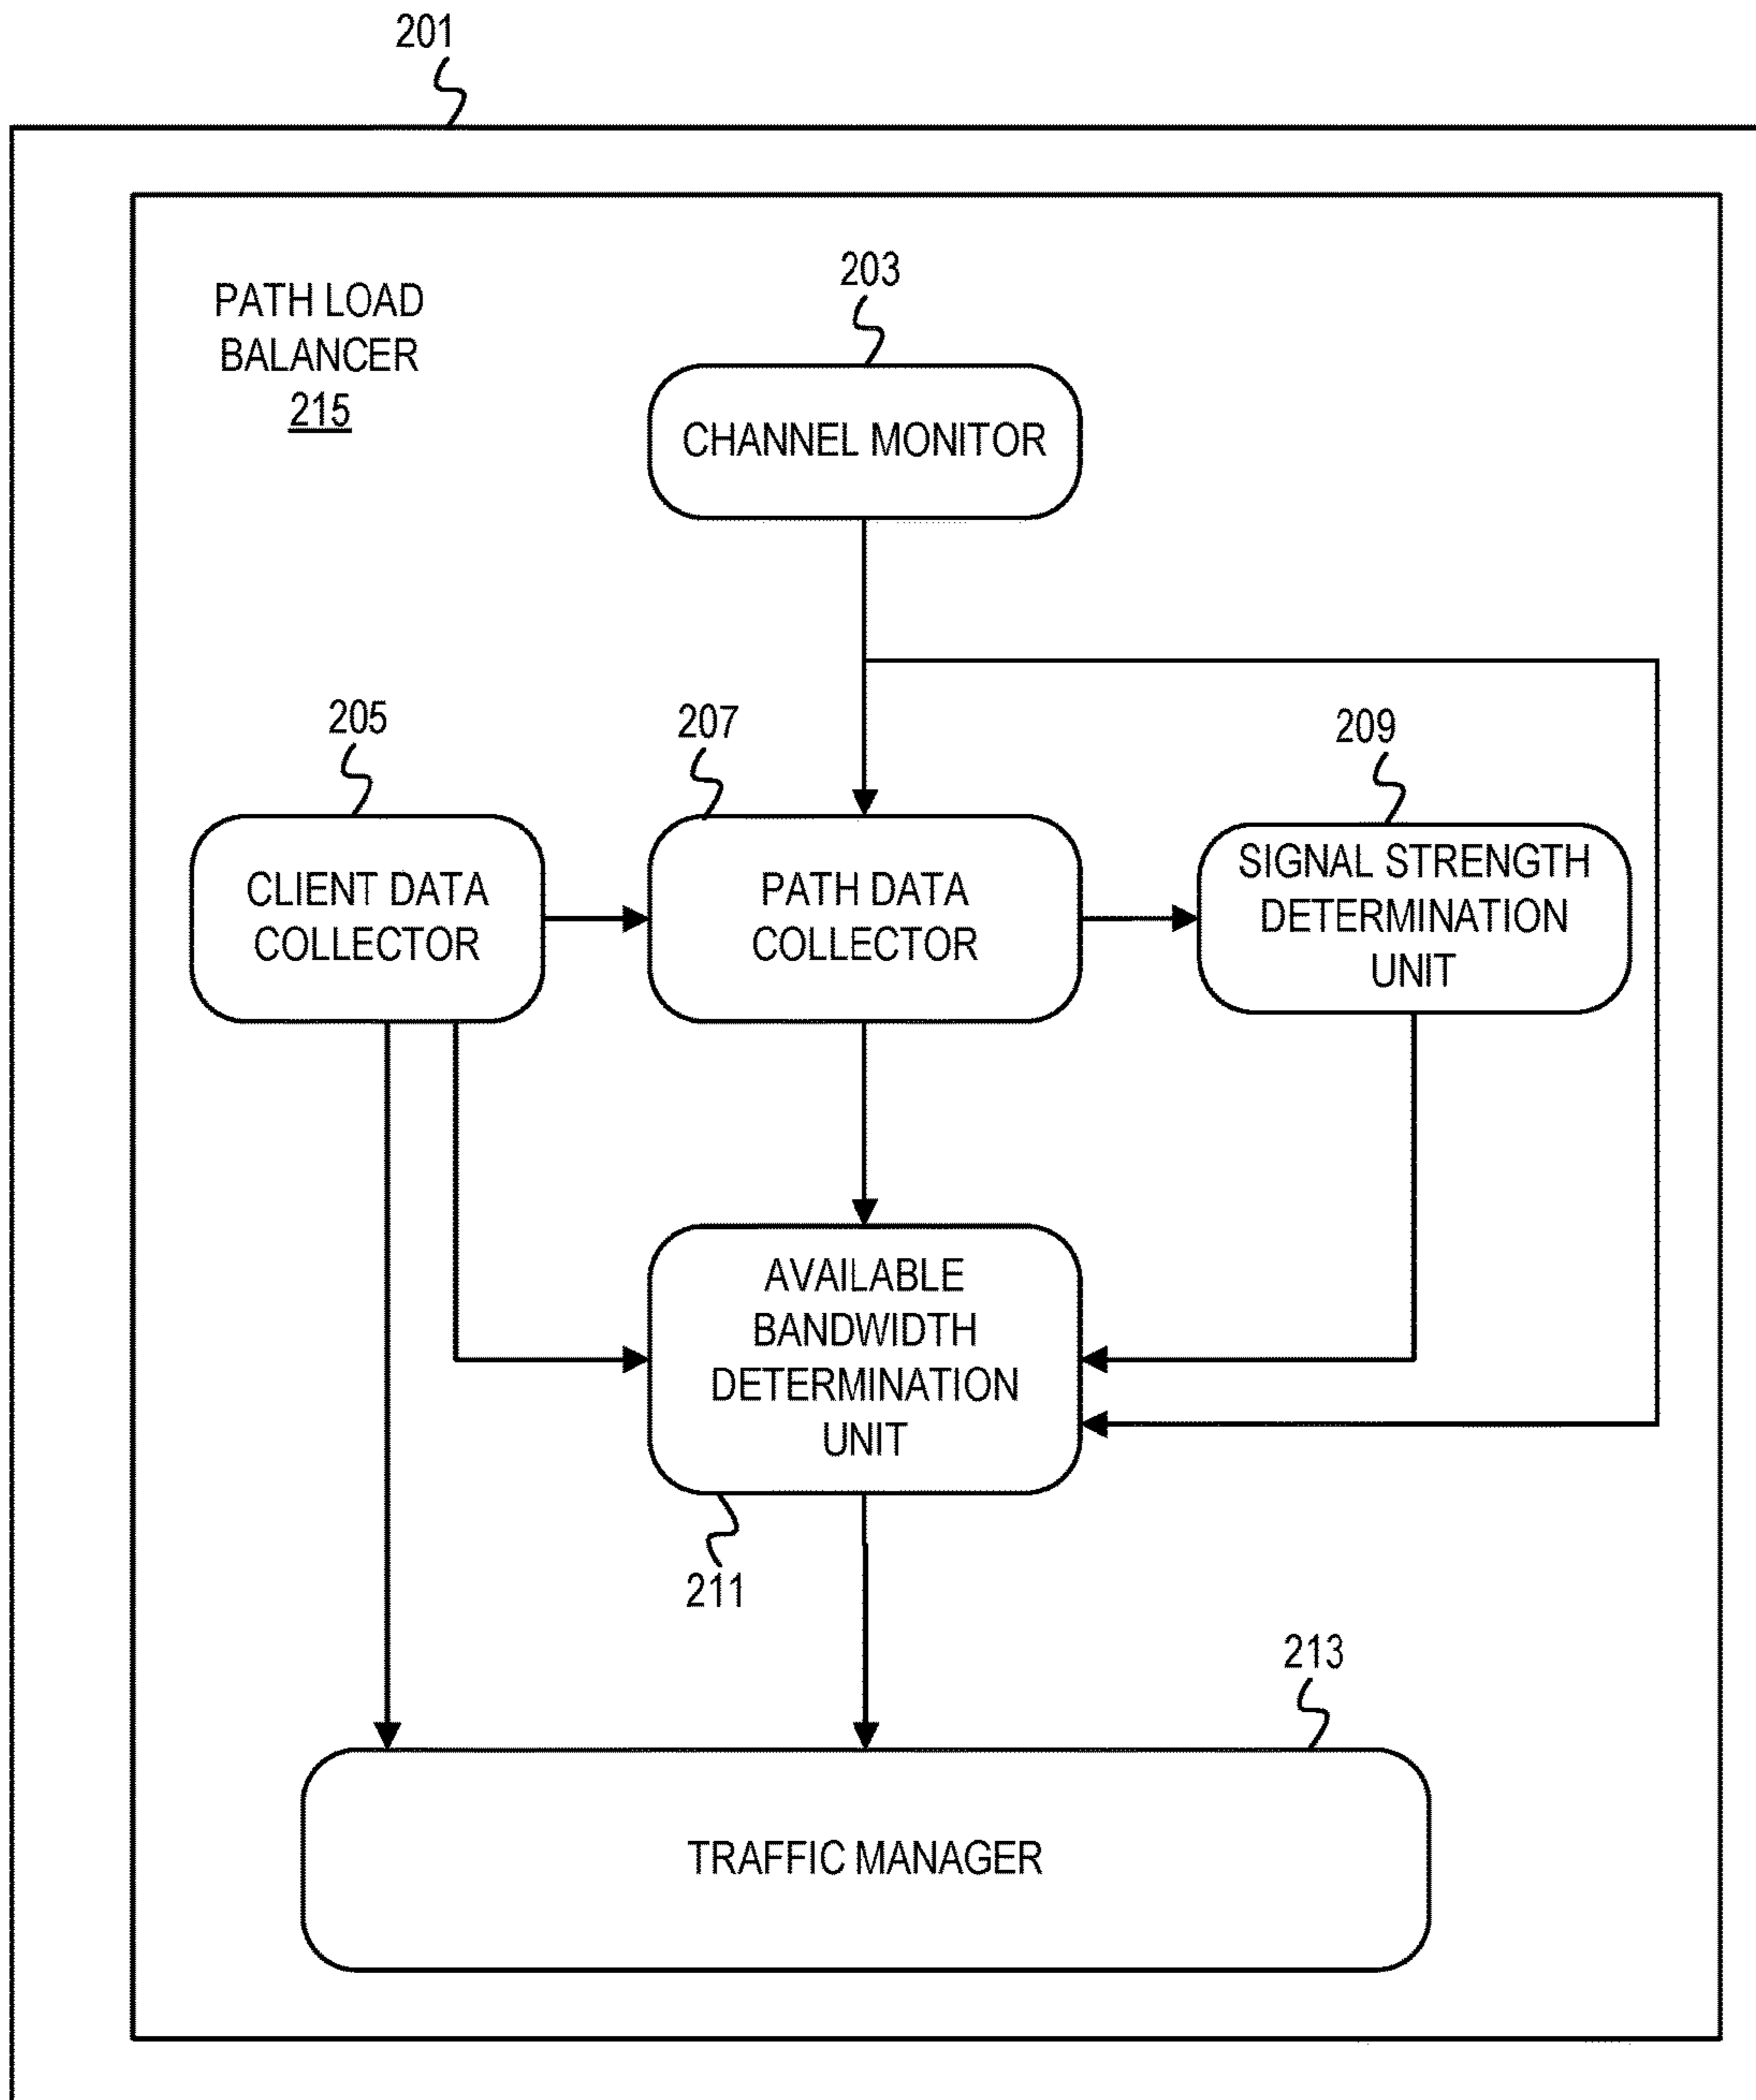 201
PATH LOAD
BALANCER
215
203
CHANNEL MONITOR
205
207
209
CLIENT DATA
COLLECTOR
PATH DATA
COLLECTOR
SIGNAL STRENGTH
DETERMINATION
UNIT
AVAILABLE
BANDWIDTH
DETERMINATION
UNIT
211
213
TRAFFIC MANAGER